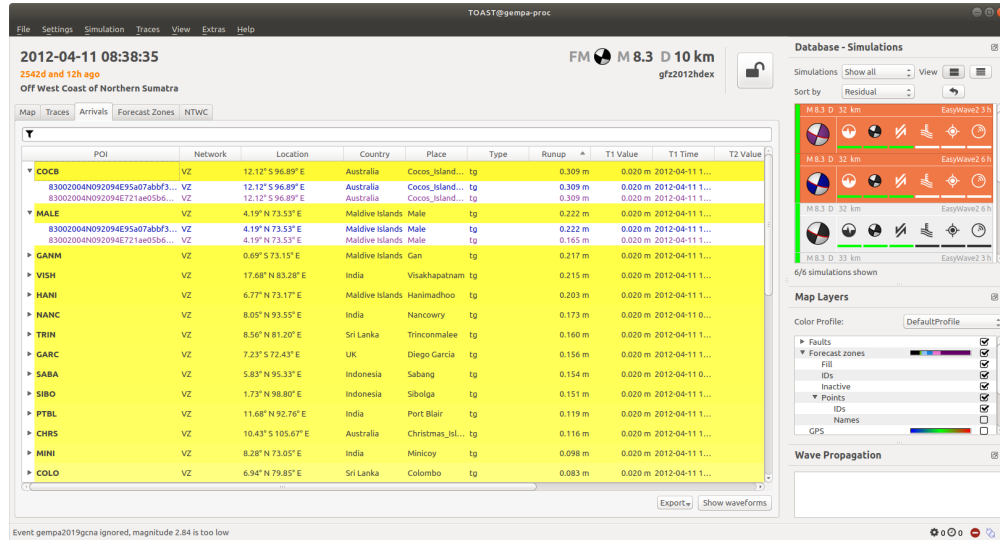 TOAST@gempa-proc
File Settings Simulation Traces View Extras Help
2012-04-11 08:38:35
2542d and 12h ago
Off West Coast of Northern Sumatra
FM M 8.3 D 10 km
gfz2012hdex
Map Traces Arrivals Forecast Zones NTWC
POI Network Location Country Place Type Runup T1 Value T1 Time T2 Value
COCB VZ 12.12° S 96.89° E Australia Cocos_Island... tg 0.309 m 0.020 m 2012-04-11 1...
83002004N092094E95a07abbf3... VZ 12.12° S 96.89° E Australia Cocos_Island... tg 0.309 m 0.020 m 2012-04-11 1...
83002004N092094E721ae05b6... VZ 12.12° S 96.89° E Australia Cocos_Island... tg 0.309 m 0.020 m 2012-04-11 1...
MALE VZ 4.19° N 73.53° E Maldive Islands Male tg 0.222 m 0.020 m 2012-04-11 1...
83002004N092094E95a07abbf3... VZ 4.19° N 73.53° E Maldive Islands Male tg 0.222 m 0.020 m 2012-04-11 1...
83002004N092094E721ae05b6... VZ 4.19° N 73.53° E Maldive Islands Male tg 0.165 m 0.020 m 2012-04-11 1...
GANM VZ 0.69° S 73.15° E Maldive Islands Gan tg 0.217 m 0.020 m 2012-04-11 1...
VISH VZ 17.68° N 83.28° E India Visakhapatnam tg 0.215 m 0.020 m 2012-04-11 1...
HANI VZ 6.77° N 73.17° E Maldive Islands Hanimadhoo tg 0.203 m 0.020 m 2012-04-11 1...
NANC VZ 8.05° N 93.55° E India Nancowry tg 0.173 m 0.020 m 2012-04-11 0...
TRIN VZ 8.56° N 81.20° E Sri Lanka Trinconmalee tg 0.160 m 0.020 m 2012-04-11 1...
GARC VZ 7.23° S 72.43° E UK Diego Garcia tg 0.156 m 0.020 m 2012-04-11 1...
SABA VZ 5.83° N 95.33° E Indonesia Sabang tg 0.154 m 0.020 m 2012-04-11 0...
SIBO VZ 1.73° N 98.80° E Indonesia Sibolga tg 0.151 m 0.020 m 2012-04-11 1...
PTBL VZ 11.68° N 92.76° E India Port Blair tg 0.119 m 0.020 m 2012-04-11 1...
CHRS VZ 10.43° S 105.67° E Australia Christmas_Isl... tg 0.116 m 0.020 m 2012-04-11 1...
MINI VZ 8.28° N 73.05° E India Minicoy tg 0.098 m 0.020 m 2012-04-11 1...
COLO VZ 6.94° N 79.85° E Sri Lanka Colombo tg 0.083 m 0.020 m 2012-04-11 1...
Export Show waveforms
Event gempa2019gcna ignored, magnitude 2.84 is too low
Database - Simulations
Simulations Show all View
Sort by Residual
M 8.3 D 32 km EasyWave2 3 h
M 8.3 D 32 km EasyWave2 6 h
M 8.3 D 32 km EasyWave2 6 h
M 8.3 D 33 km EasyWave2 3 h
6/6 simulations shown
Map Layers
Color Profile: DefaultProfile
Faults
Forecast zones
Fill
IDs
Inactive
Points
IDs
Names
GPS
Wave Propagation
0 0